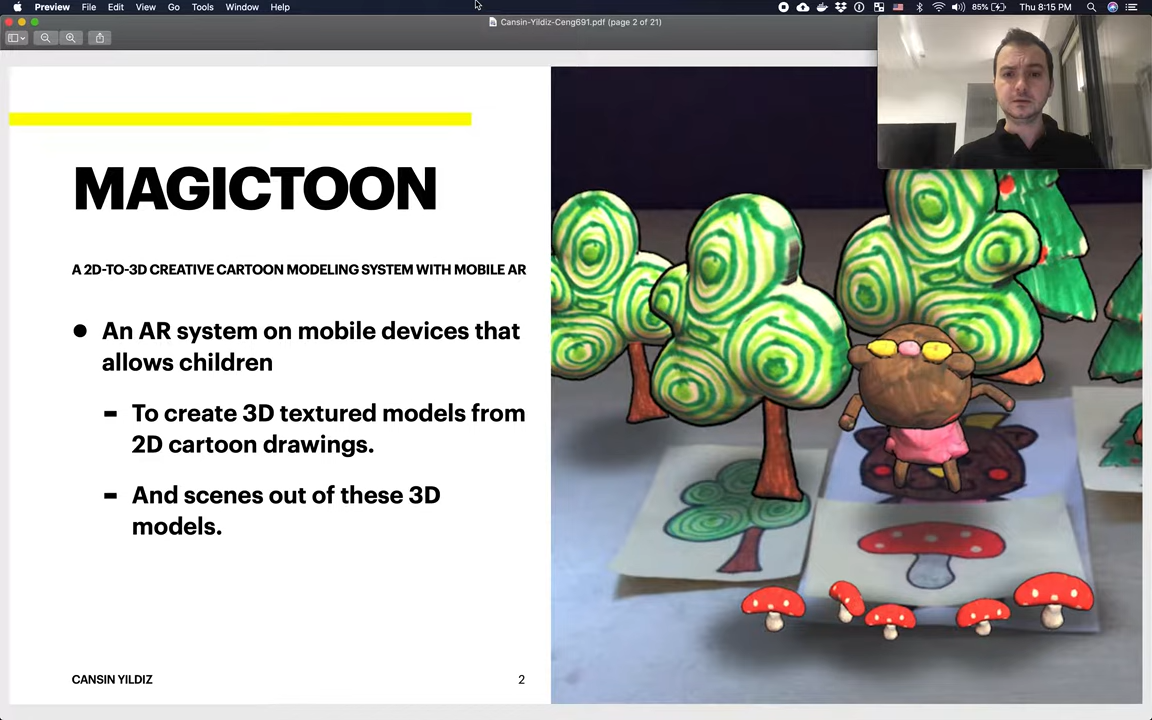 Preview File Edit View Go Tools Window Help
85% Thu 8:15 PM
Cansin-Yildiz-Ceng691.pdf (page 2 of 21)
MAGICTOON
A 2D-TO-3D CREATIVE CARTOON MODELING SYSTEM WITH MOBILE AR
● An AR system on mobile devices that
allows children
- To create 3D textured models from
2D cartoon drawings.
- And scenes out of these 3D
models.
CANSIN YILDIZ
2